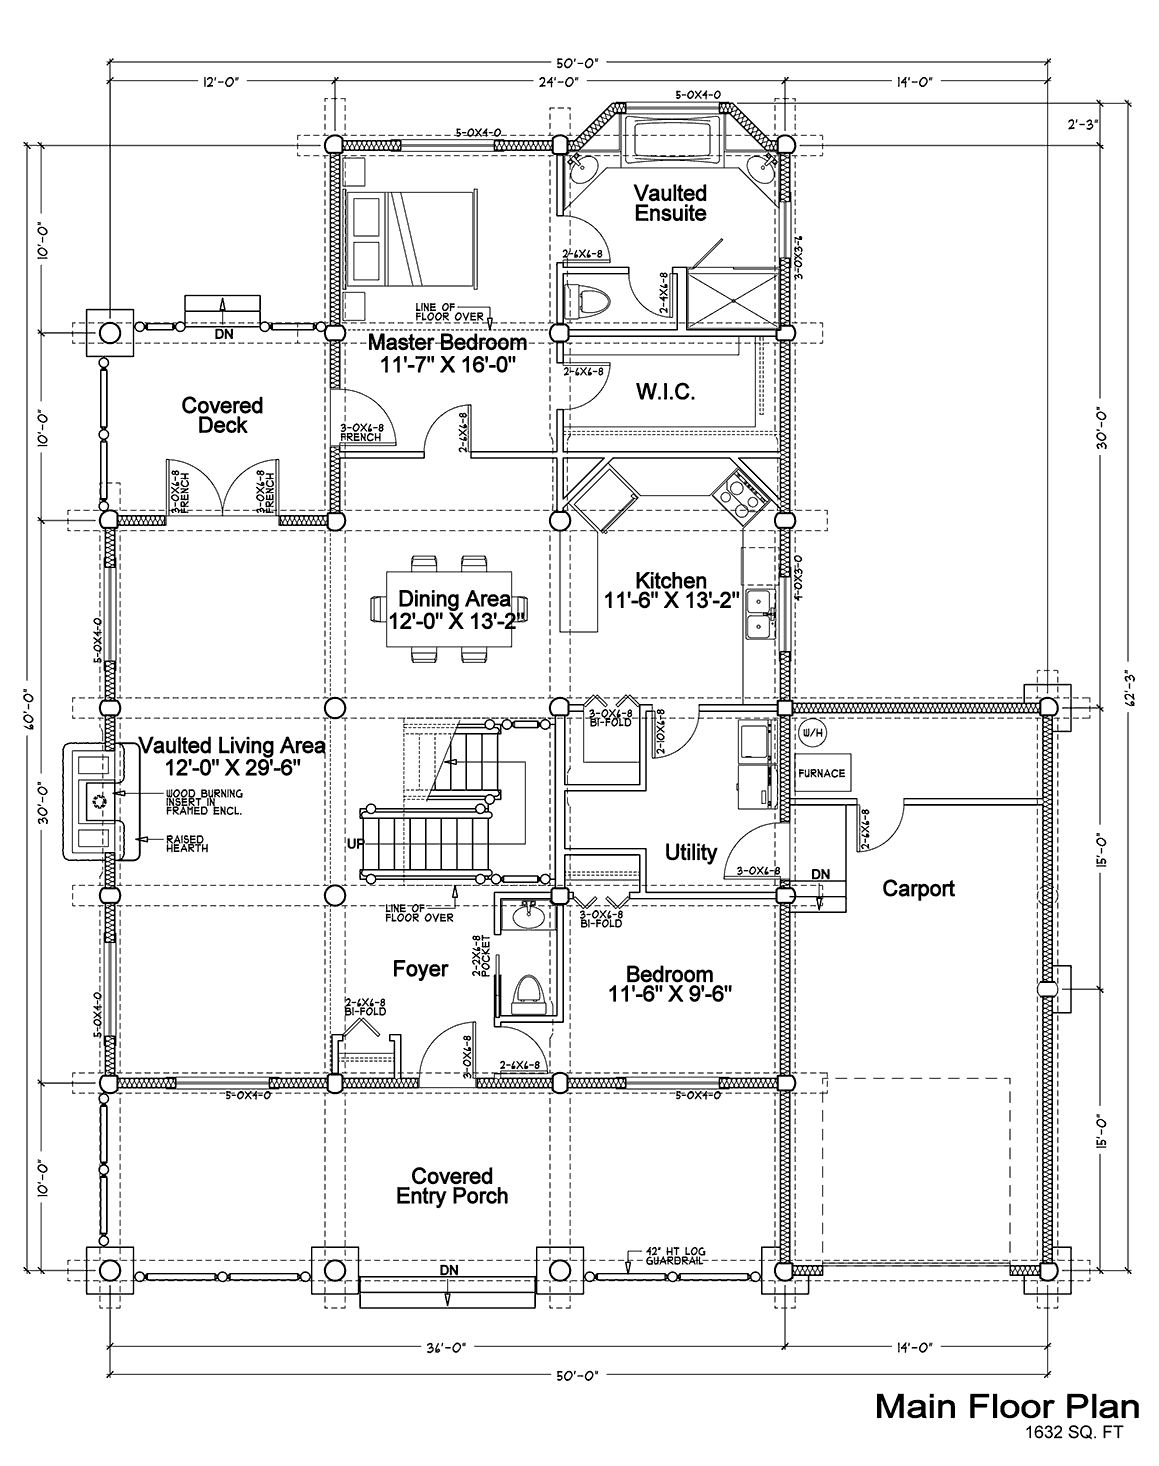 50'-0"
12'-0"
24'-0"
14'-0"
5-0X4-0
2'-3"
5-0X4-0
Vaulted
Ensuite
10'-0"
3-0X3-6
2-6X6-8
2-4X6-8
LINE OF
FLOOR OVER
DN
Master Bedroom
11'-7" X 16'-0"
2-6X6-8
W.I.C.
Covered
Deck
10'-0"
30'-0"
3-0X6-8
FRENCH
2-6X6-8
3-0X6-8
FRENCH
3-0X6-8
FRENCH
4-0X3-0
Kitchen
11'-6" X 13'-2"
Dining Area
12'-0" X 13'-2"
5-0X4-0
60'-0"
62'-3"
3-0X6-8
BI-FOLD
2-10X6-8
W/H
Vaulted Living Area
12'-0" X 29'-6"
FURNACE
WOOD BURNING
INSERT IN
FRAMED ENCL.
30'-0"
RAISED
HEARTH
UP
2-6X6-8
Utility
15'-0"
3-0X6-8
DN
Carport
LINE OF
FLOOR OVER
3-0X6-8
BI-FOLD
2-2X6-8
POCKET
Foyer
Bedroom
11'-6" X 9'-6"
5-0X4-0
2-6X6-8
BI-FOLD
3-0X6-8
2-6X6-8
5-0X4-0
5-0X4-0
10'-0"
15'-0"
Covered
Entry Porch
42" HT LOG
GUARDRAIL
DN
36'-0"
14'-0"
50'-0"
Main Floor Plan
1632 SQ. FT